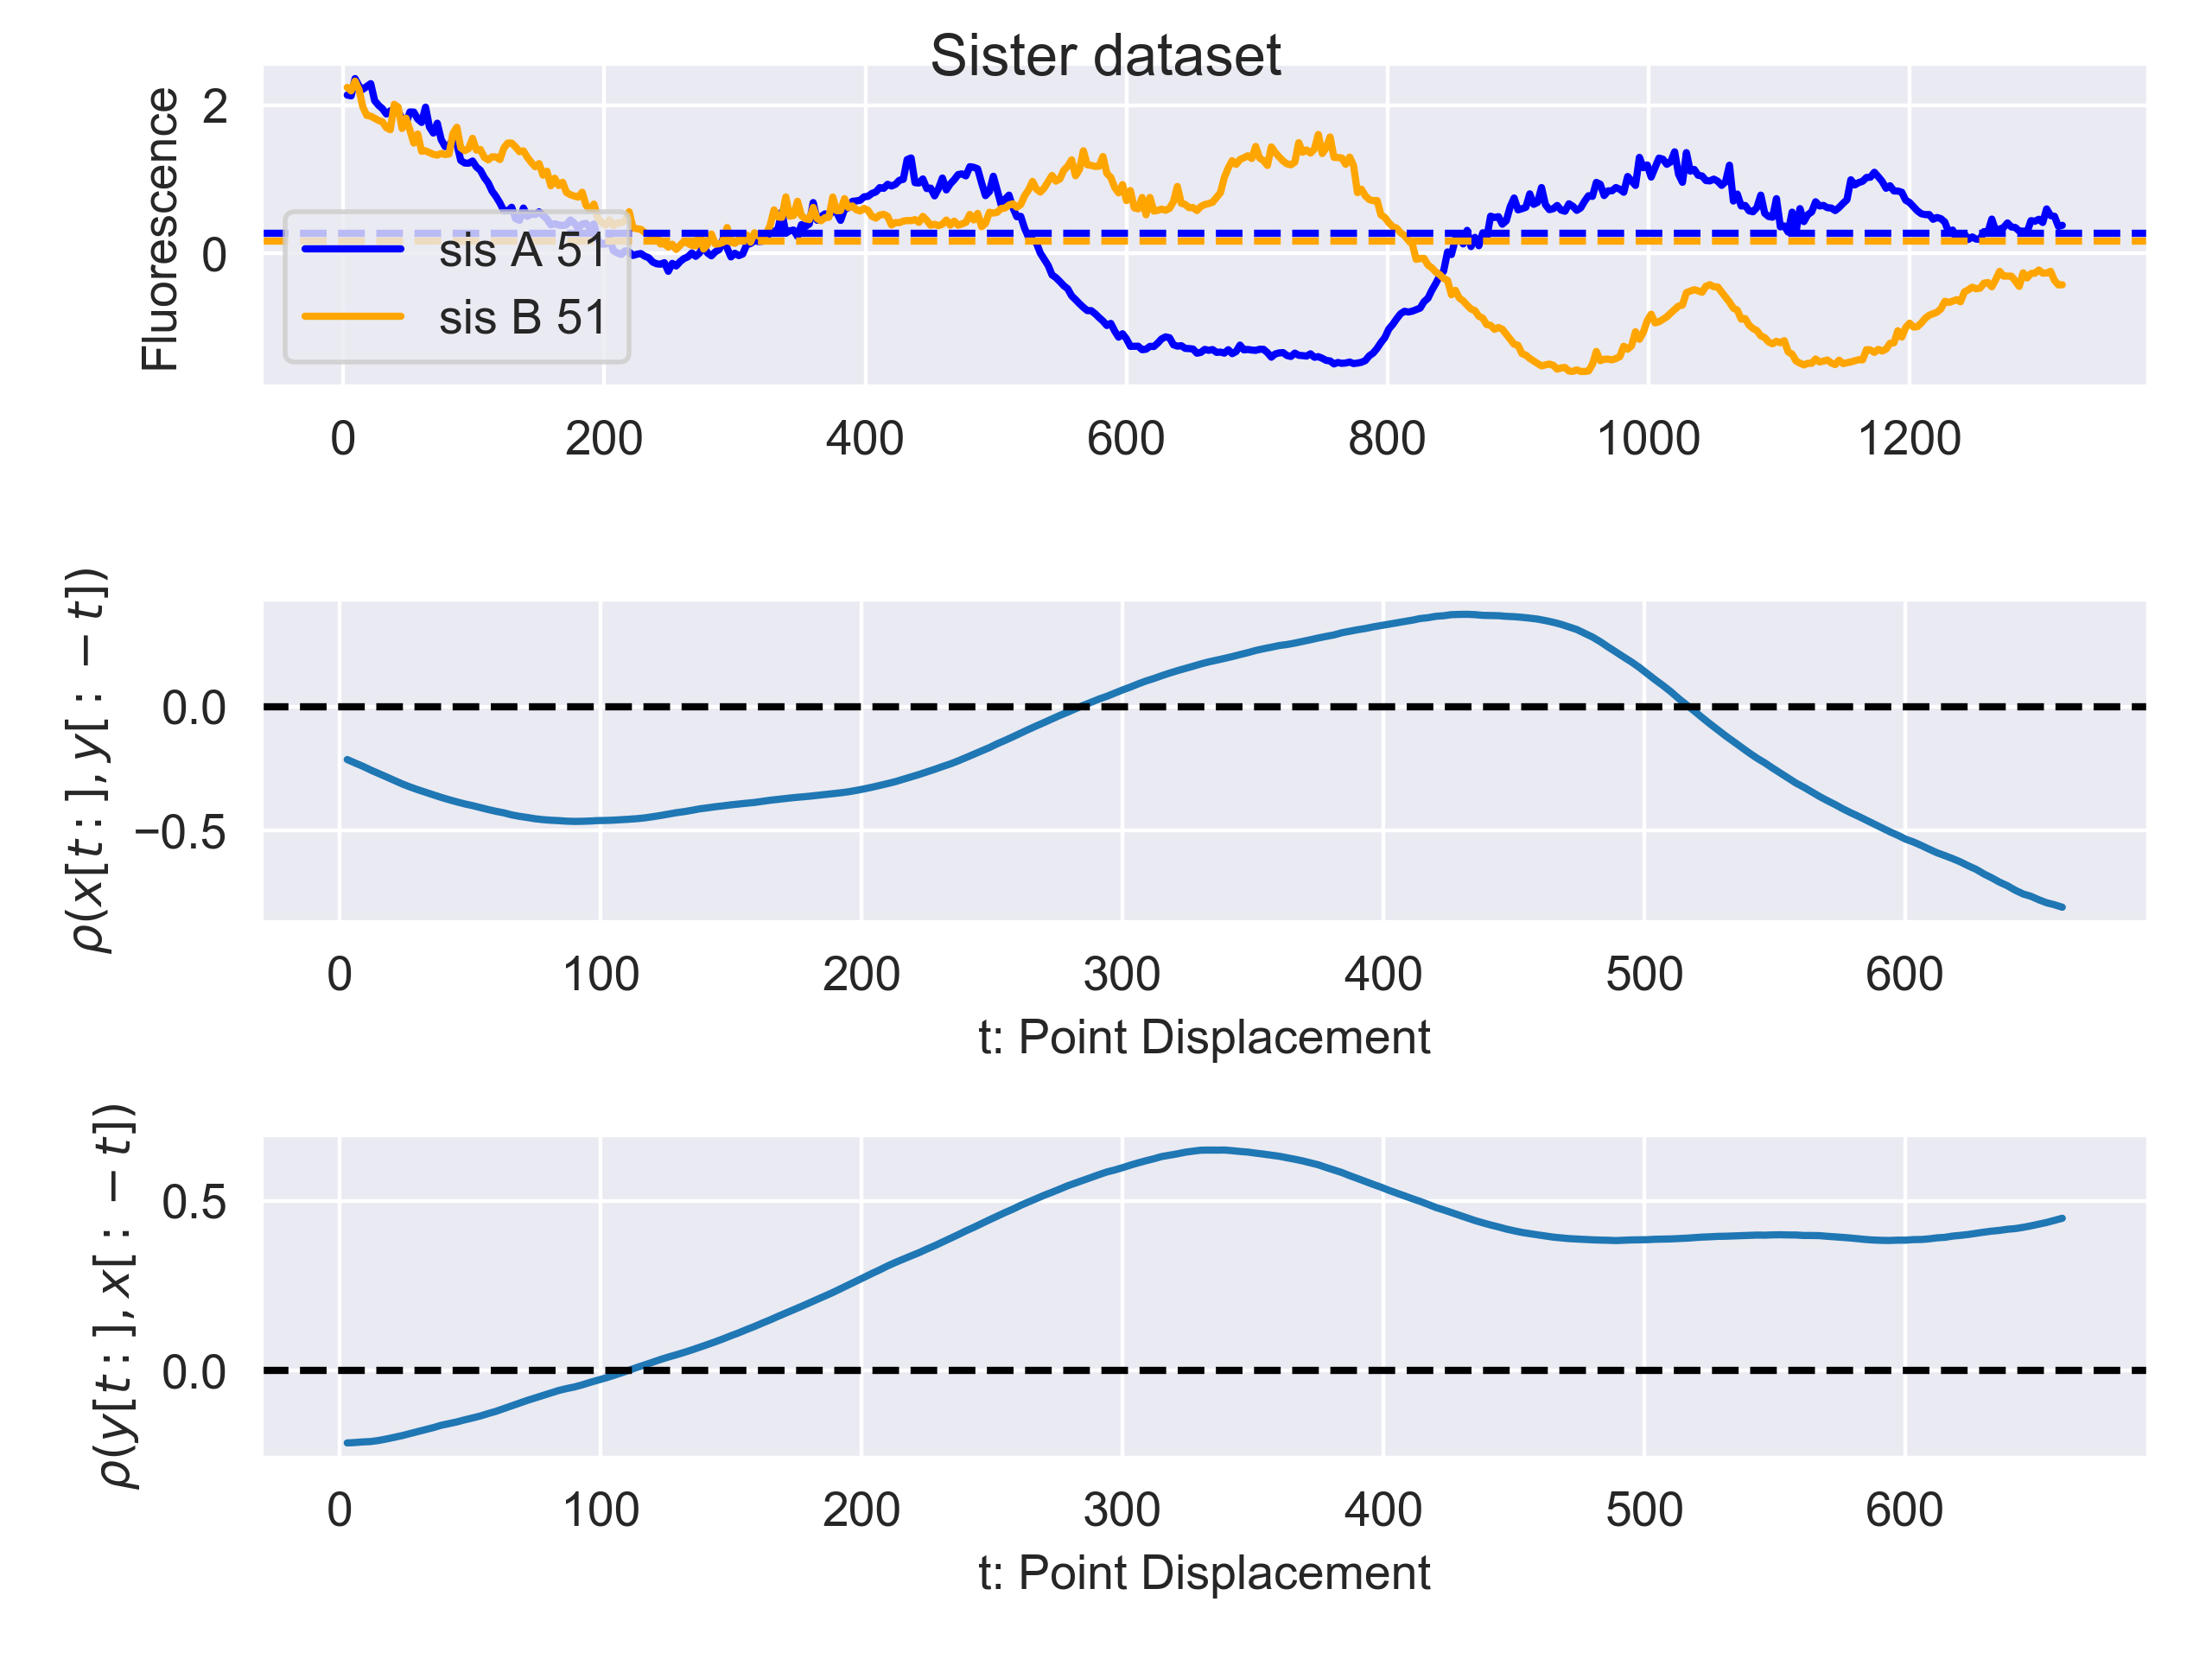 Sister dataset
Fluorescence
2
0
sis A 51
sis B 51
0 200 400 600 800 1000 1200
ρ(x[t:], y[: −t])
0.0
−0.5
0 100 200 300 400 500 600
t: Point Displacement
ρ(y[t:], x[: −t])
0.5
0.0
0 100 200 300 400 500 600
t: Point Displacement